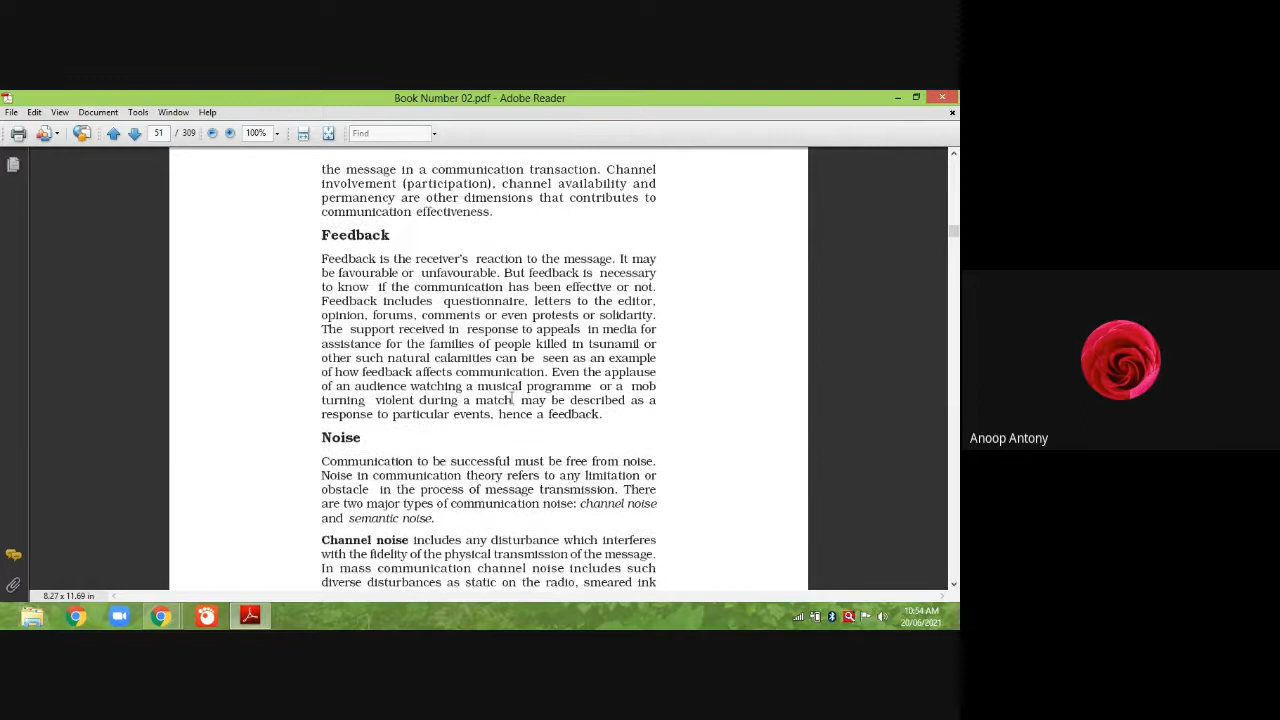 Book Number 02.pdf - Adobe Reader
File Edit View Document Tools Window Help
51 / 309 100% Find
the message in a communication transaction. Channel
involvement (participation), channel availability and
permanency are other dimensions that contributes to
communication effectiveness.
Feedback
Feedback is the receiver's reaction to the message. It may
be favourable or unfavourable. But feedback is necessary
to know if the communication has been effective or not.
Feedback includes questionnaire, letters to the editor,
opinion, forums, comments or even protests or solidarity.
The support received in response to appeals in media for
assistance for the families of people killed in tsunamil or
other such natural calamities can be seen as an example
of how feedback affects communication. Even the applause
of an audience watching a musical programme or a mob
turning violent during a match, may be described as a
response to particular events, hence a feedback.
Noise
Communication to be successful must be free from noise.
Noise in communication theory refers to any limitation or
obstacle in the process of message transmission. There
are two major types of communication noise: channel noise
and semantic noise.
Channel noise includes any disturbance which interferes
with the fidelity of the physical transmission of the message.
In mass communication channel noise includes such
diverse disturbances as static on the radio, smeared ink
8.27 x 11.69 in
10:54 AM
20/06/2021
Anoop Antony